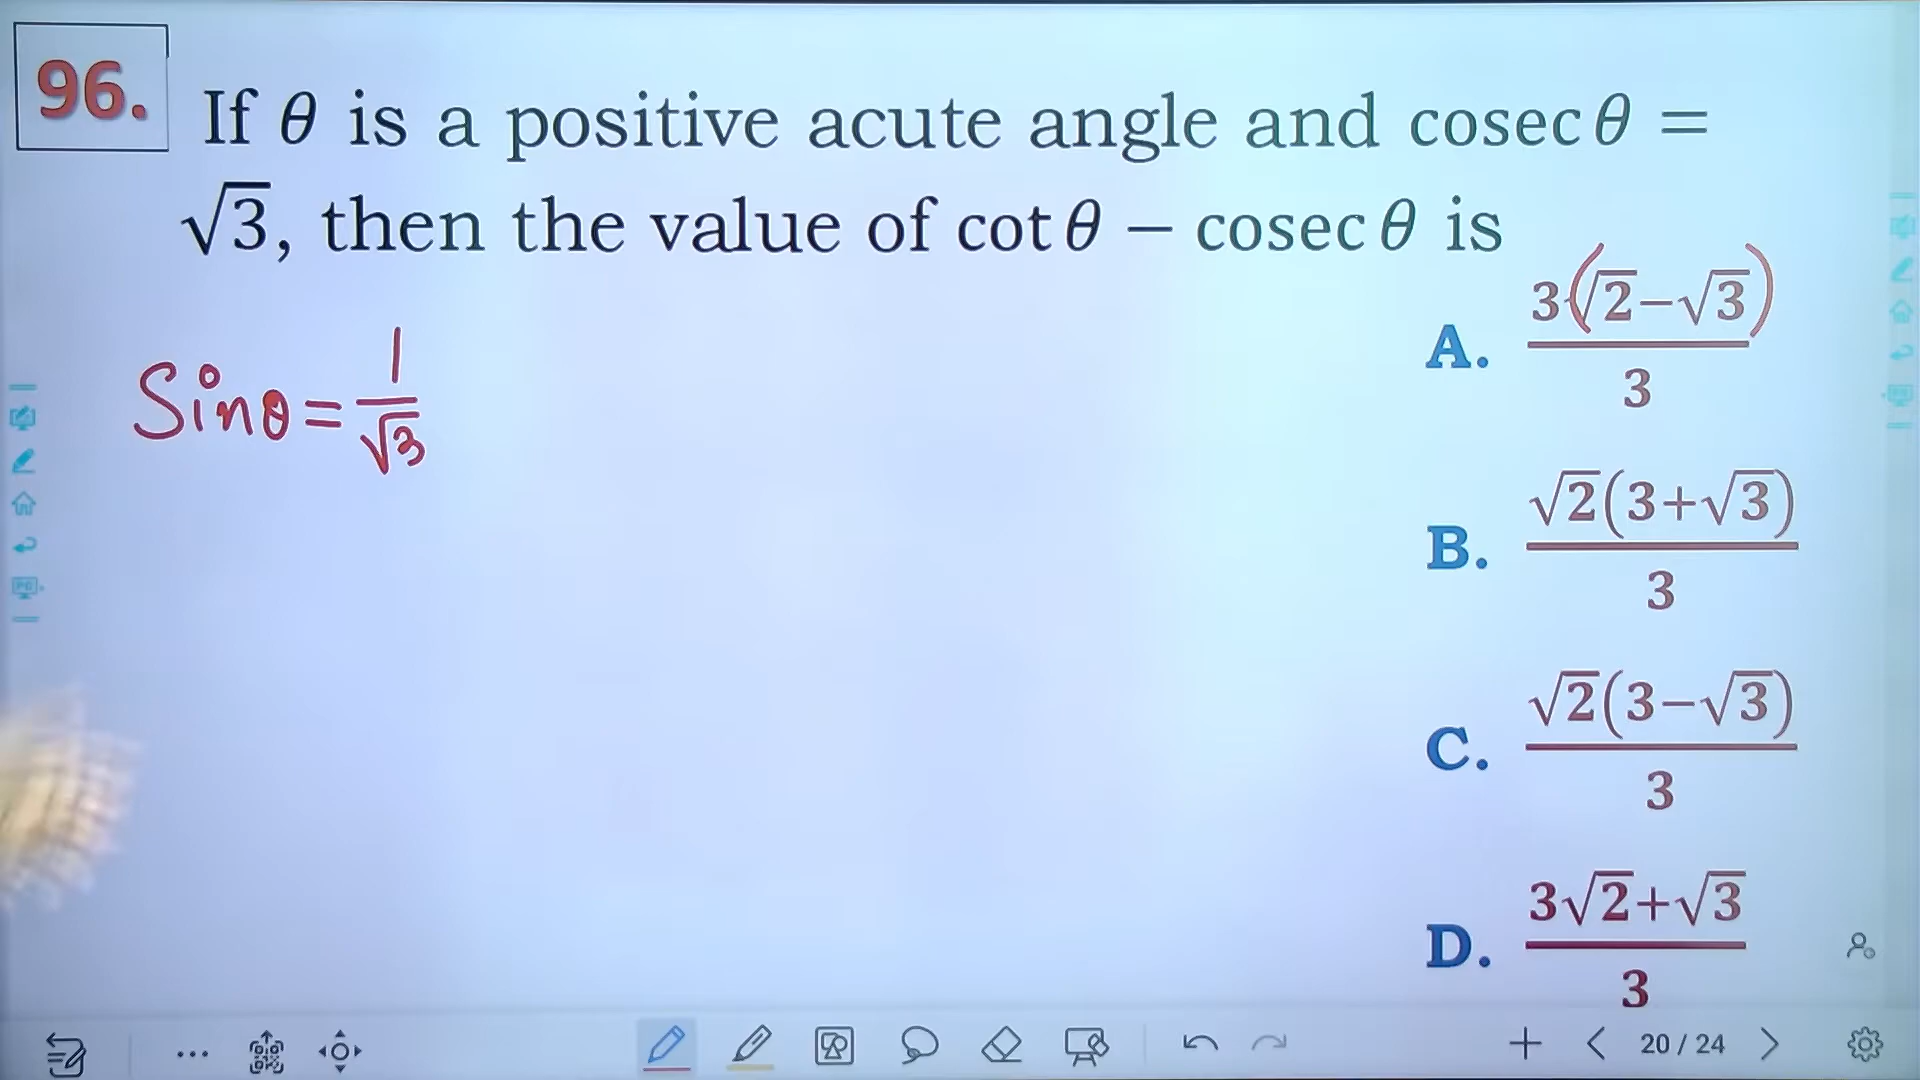 96.
If θ is a positive acute angle and cosec θ =
√3, then the value of cot θ − cosec θ is
Sinθ = 1/√3
A. 3(√2−√3)/3
B. √2(3+√3)/3
C. √2(3−√3)/3
D. 3√2+√3/3
20 / 24